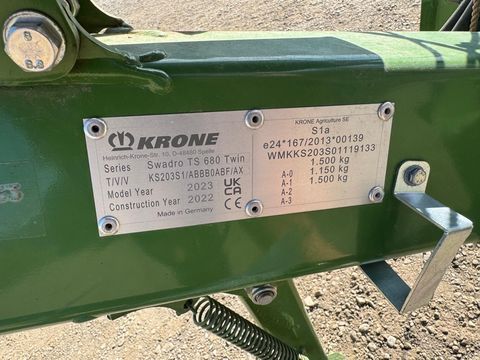 8.8
KRONE
Heinrich-Krone-Str. 10, D-48480 Spelle
Series Swadro TS 680 Twin
T/V/V KS203S1/ABBB0ABF/AX
Model Year 2023
Construction Year 2022
Made in Germany
UK CA
CE
KRONE Agriculture SE
S1a
e24*167/2013*00139
WMKKS203S01119133
1.500 kg
A-0 1.150 kg
A-1 1.500 kg
A-2
A-3